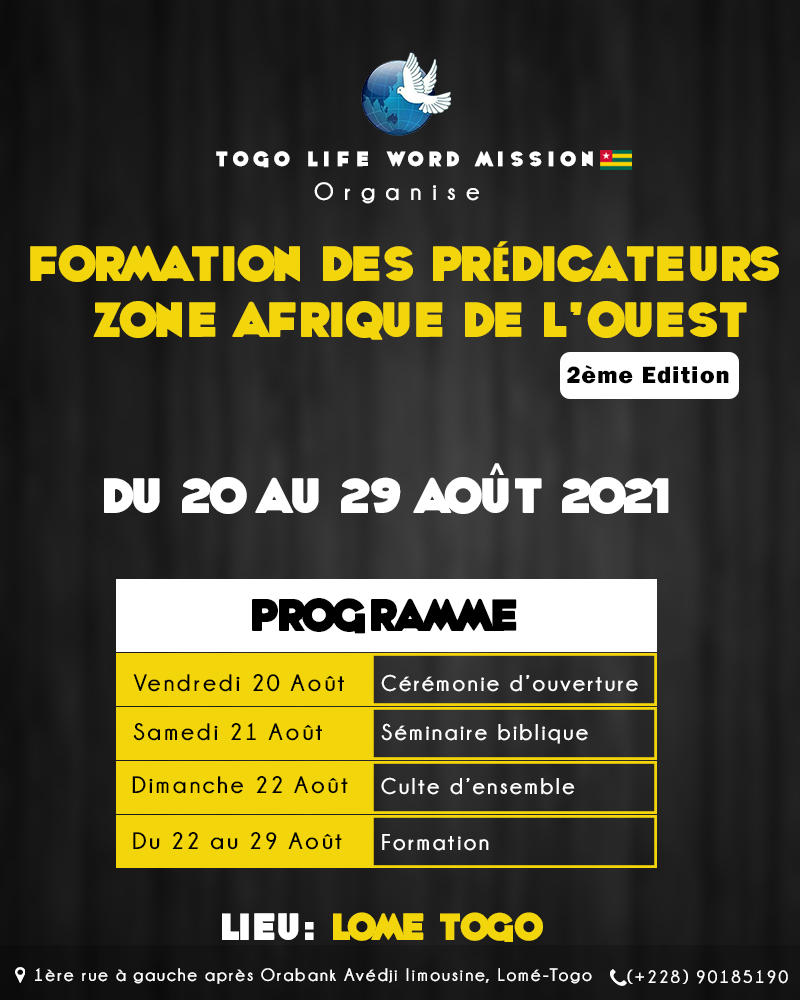 TOGO LIFE WORD MISSION
Organise
FORMATION DES PRÉDICATEURS
ZONE AFRIQUE DE L'OUEST
2ème Edition
DU 20 AU 29 AOÛT 2021
PROGRAMME
Vendredi 20 Août Cérémonie d'ouverture
Samedi 21 Août Séminaire biblique
Dimanche 22 Août Culte d'ensemble
Du 22 au 29 Août Formation
LIEU: LOME TOGO
1ère rue à gauche après Orabank Avédji limousine, Lomé-Togo (+228) 90185190